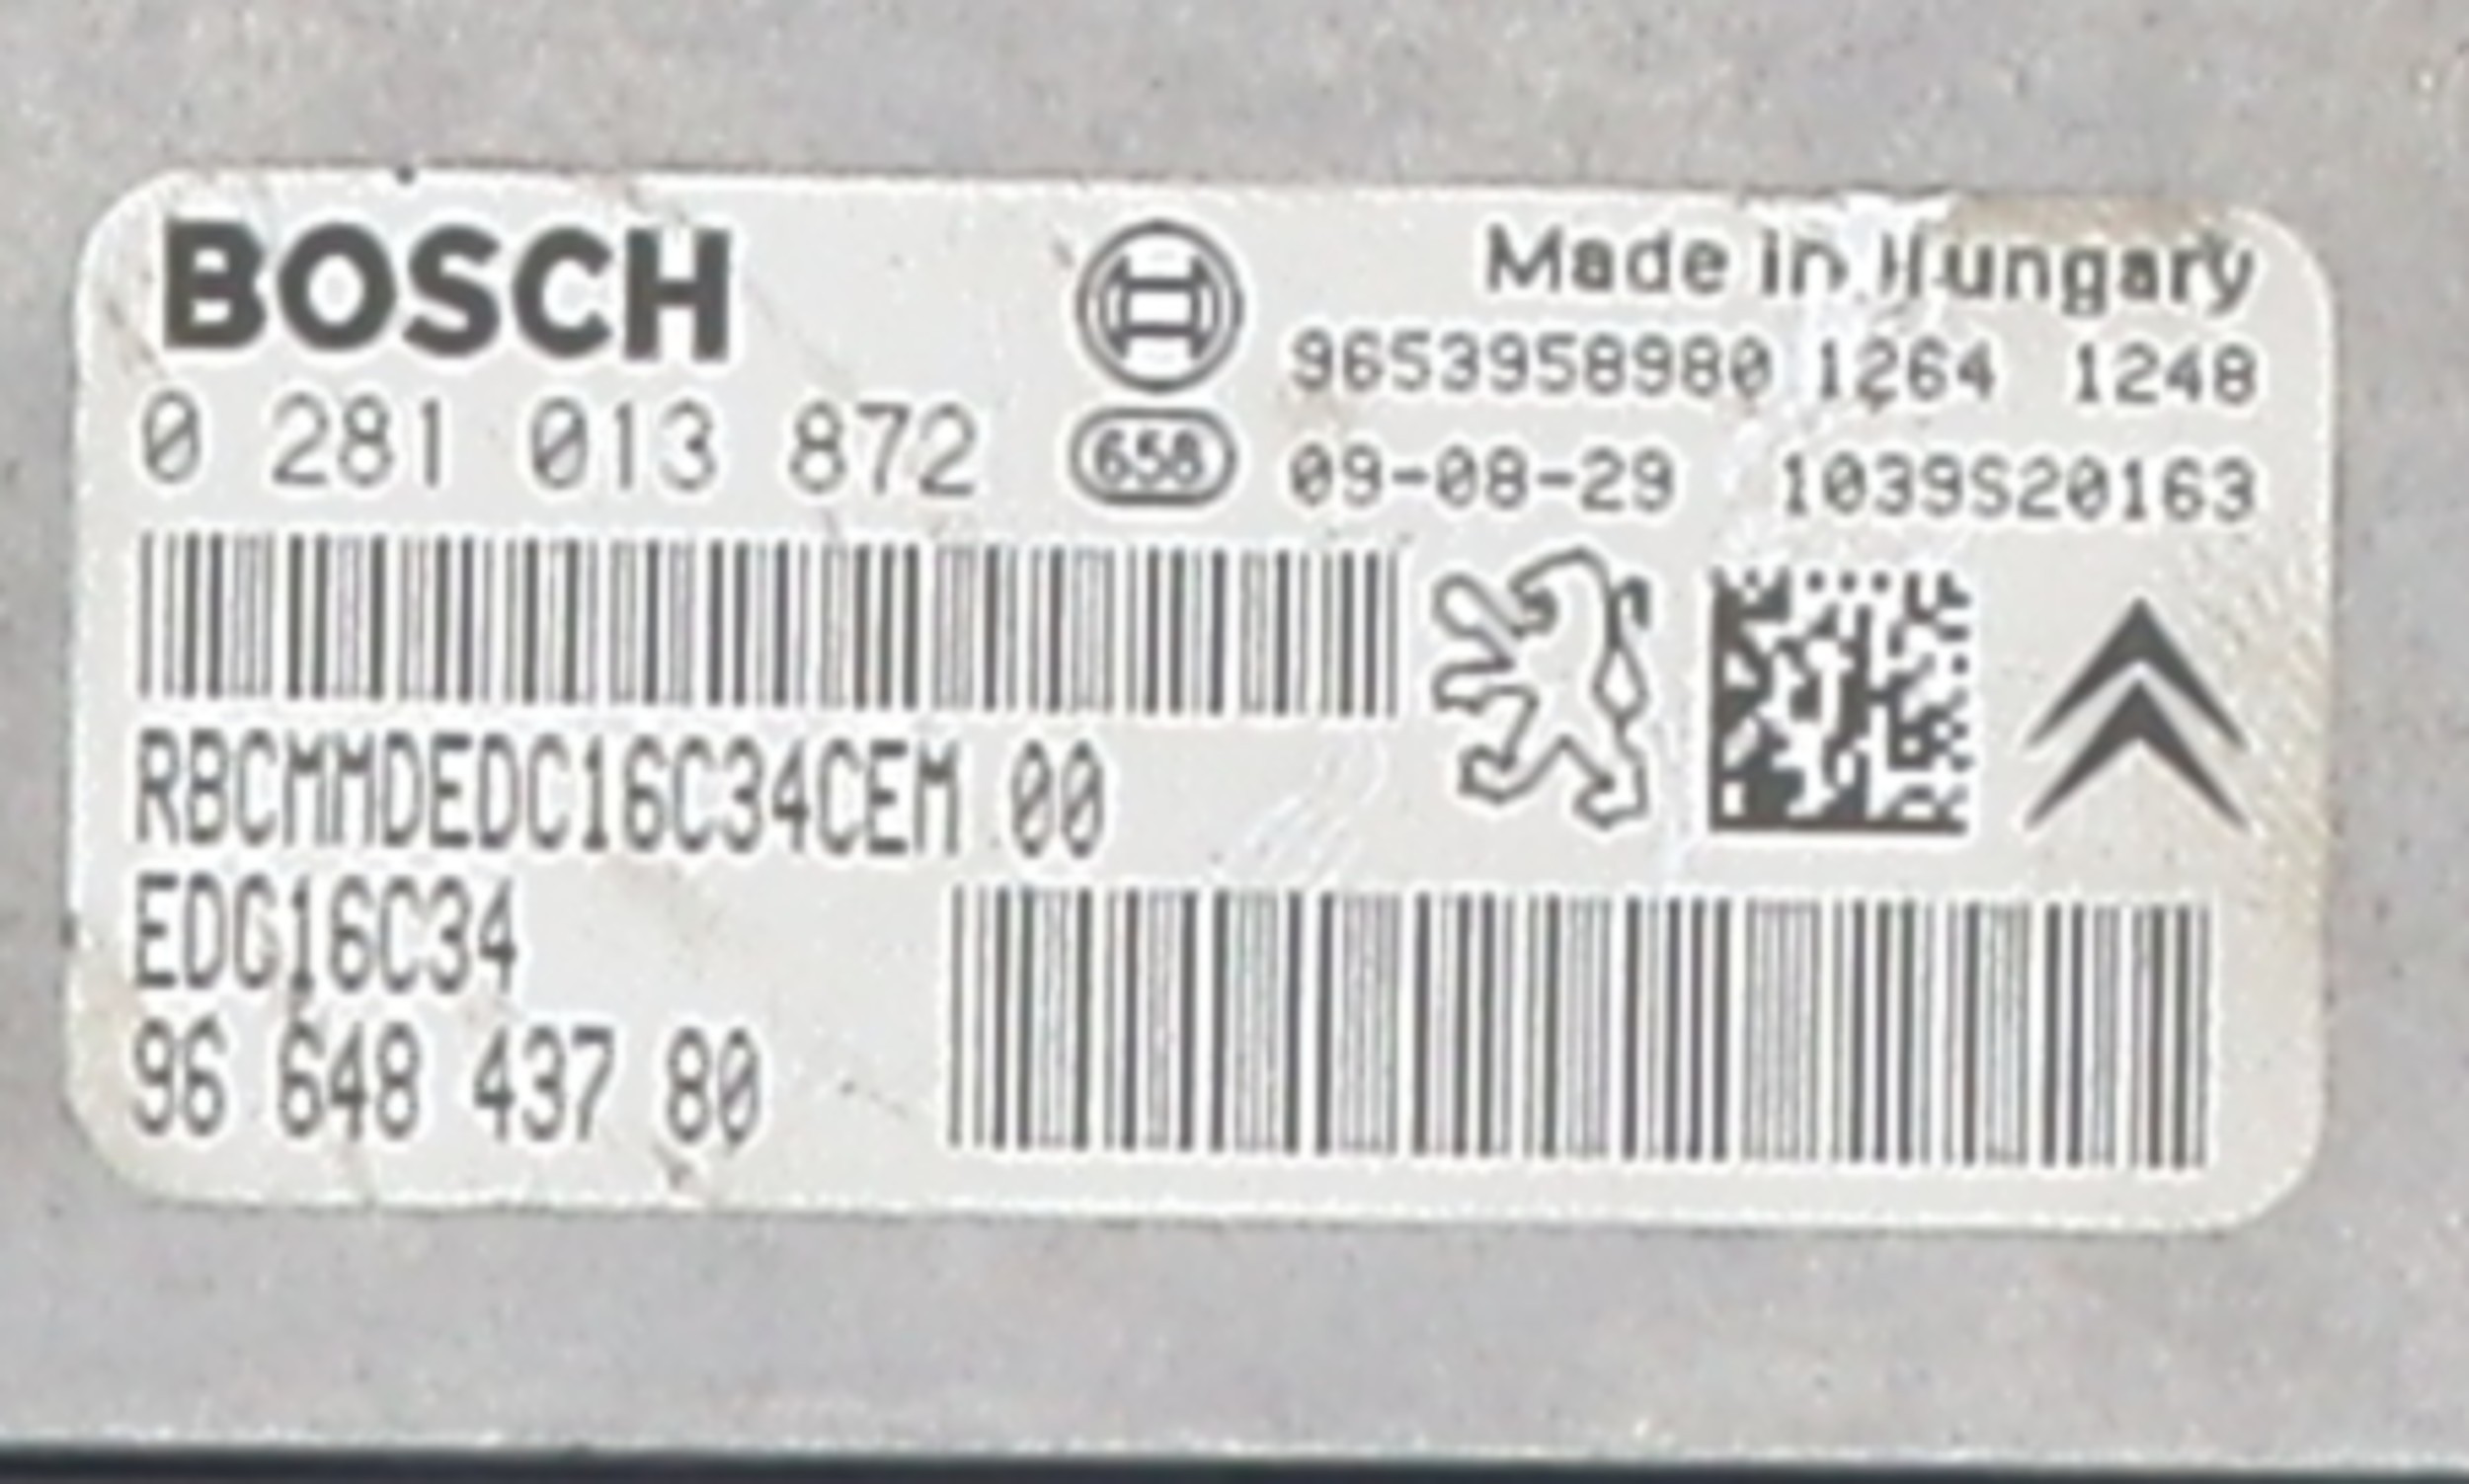 BOSCH
Made in Hungary
9653958980 1264 1248
0 281 013 872
658
09-08-29 1039S20163
RBCMMDEDC16C34CEM 00
EDC16C34
96 648 437 80